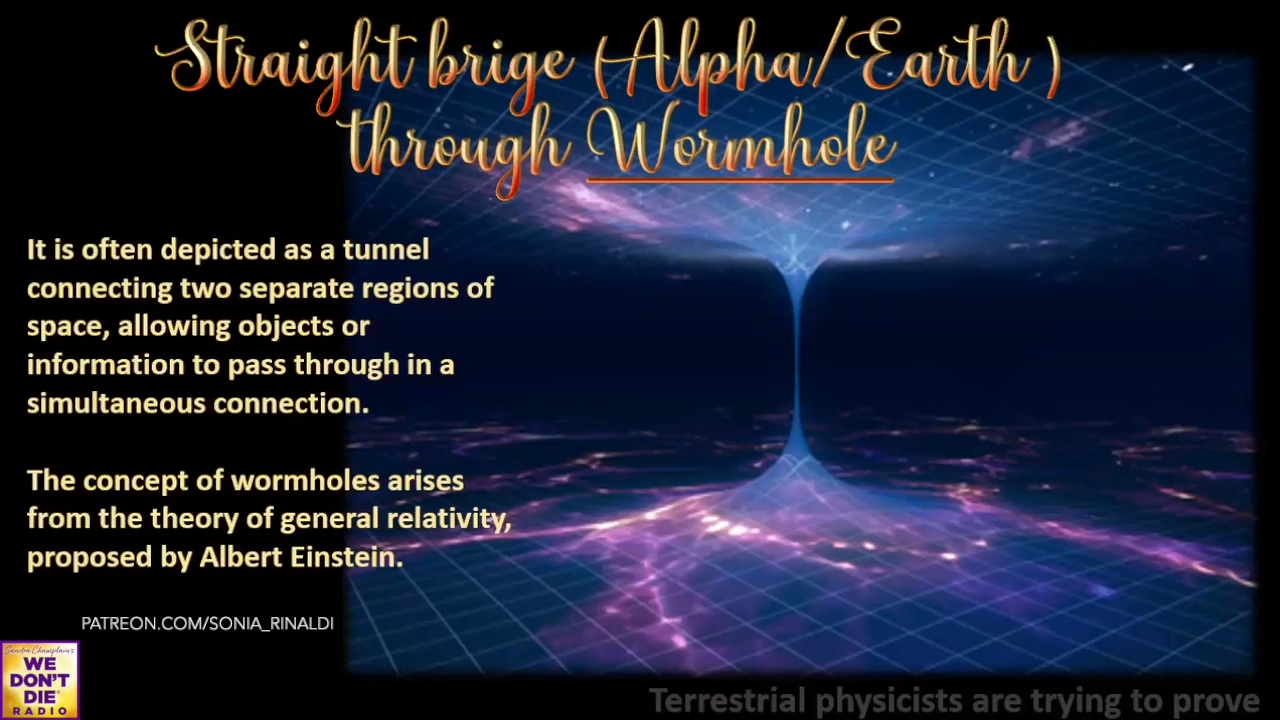 Straight brige (Alpha/Earth )
through Wormhole
It is often depicted as a tunnel
connecting two separate regions of
space, allowing objects or
information to pass through in a
simultaneous connection.
The concept of wormholes arises
from the theory of general relativity,
proposed by Albert Einstein.
PATREON.COM/SONIA_RINALDI
Sandra Champlain's
WE
DON'T
DIE®
RADIO
Terrestrial physicists are trying to prove